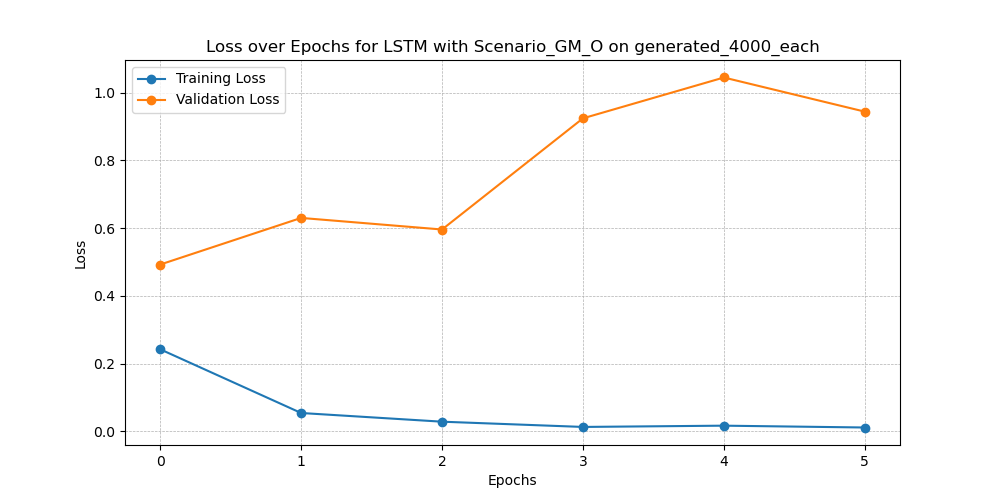 Loss over Epochs for LSTM with Scenario_GM_O on generated_4000_each
Training Loss
Validation Loss
1.0
0.8
0.6
0.4
0.2
0.0
Loss
0 1 2 3 4 5
Epochs